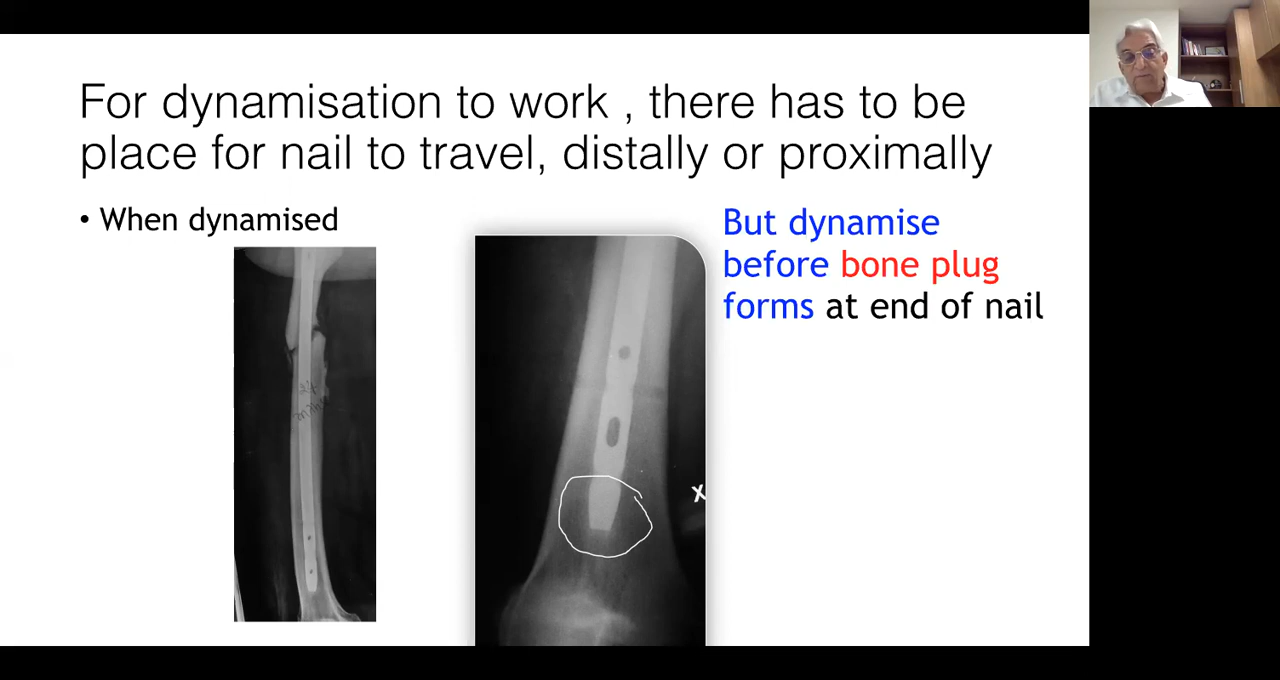 For dynamisation to work , there has to be
place for nail to travel, distally or proximally
• When dynamised
But dynamise
before bone plug
forms at end of nail
X